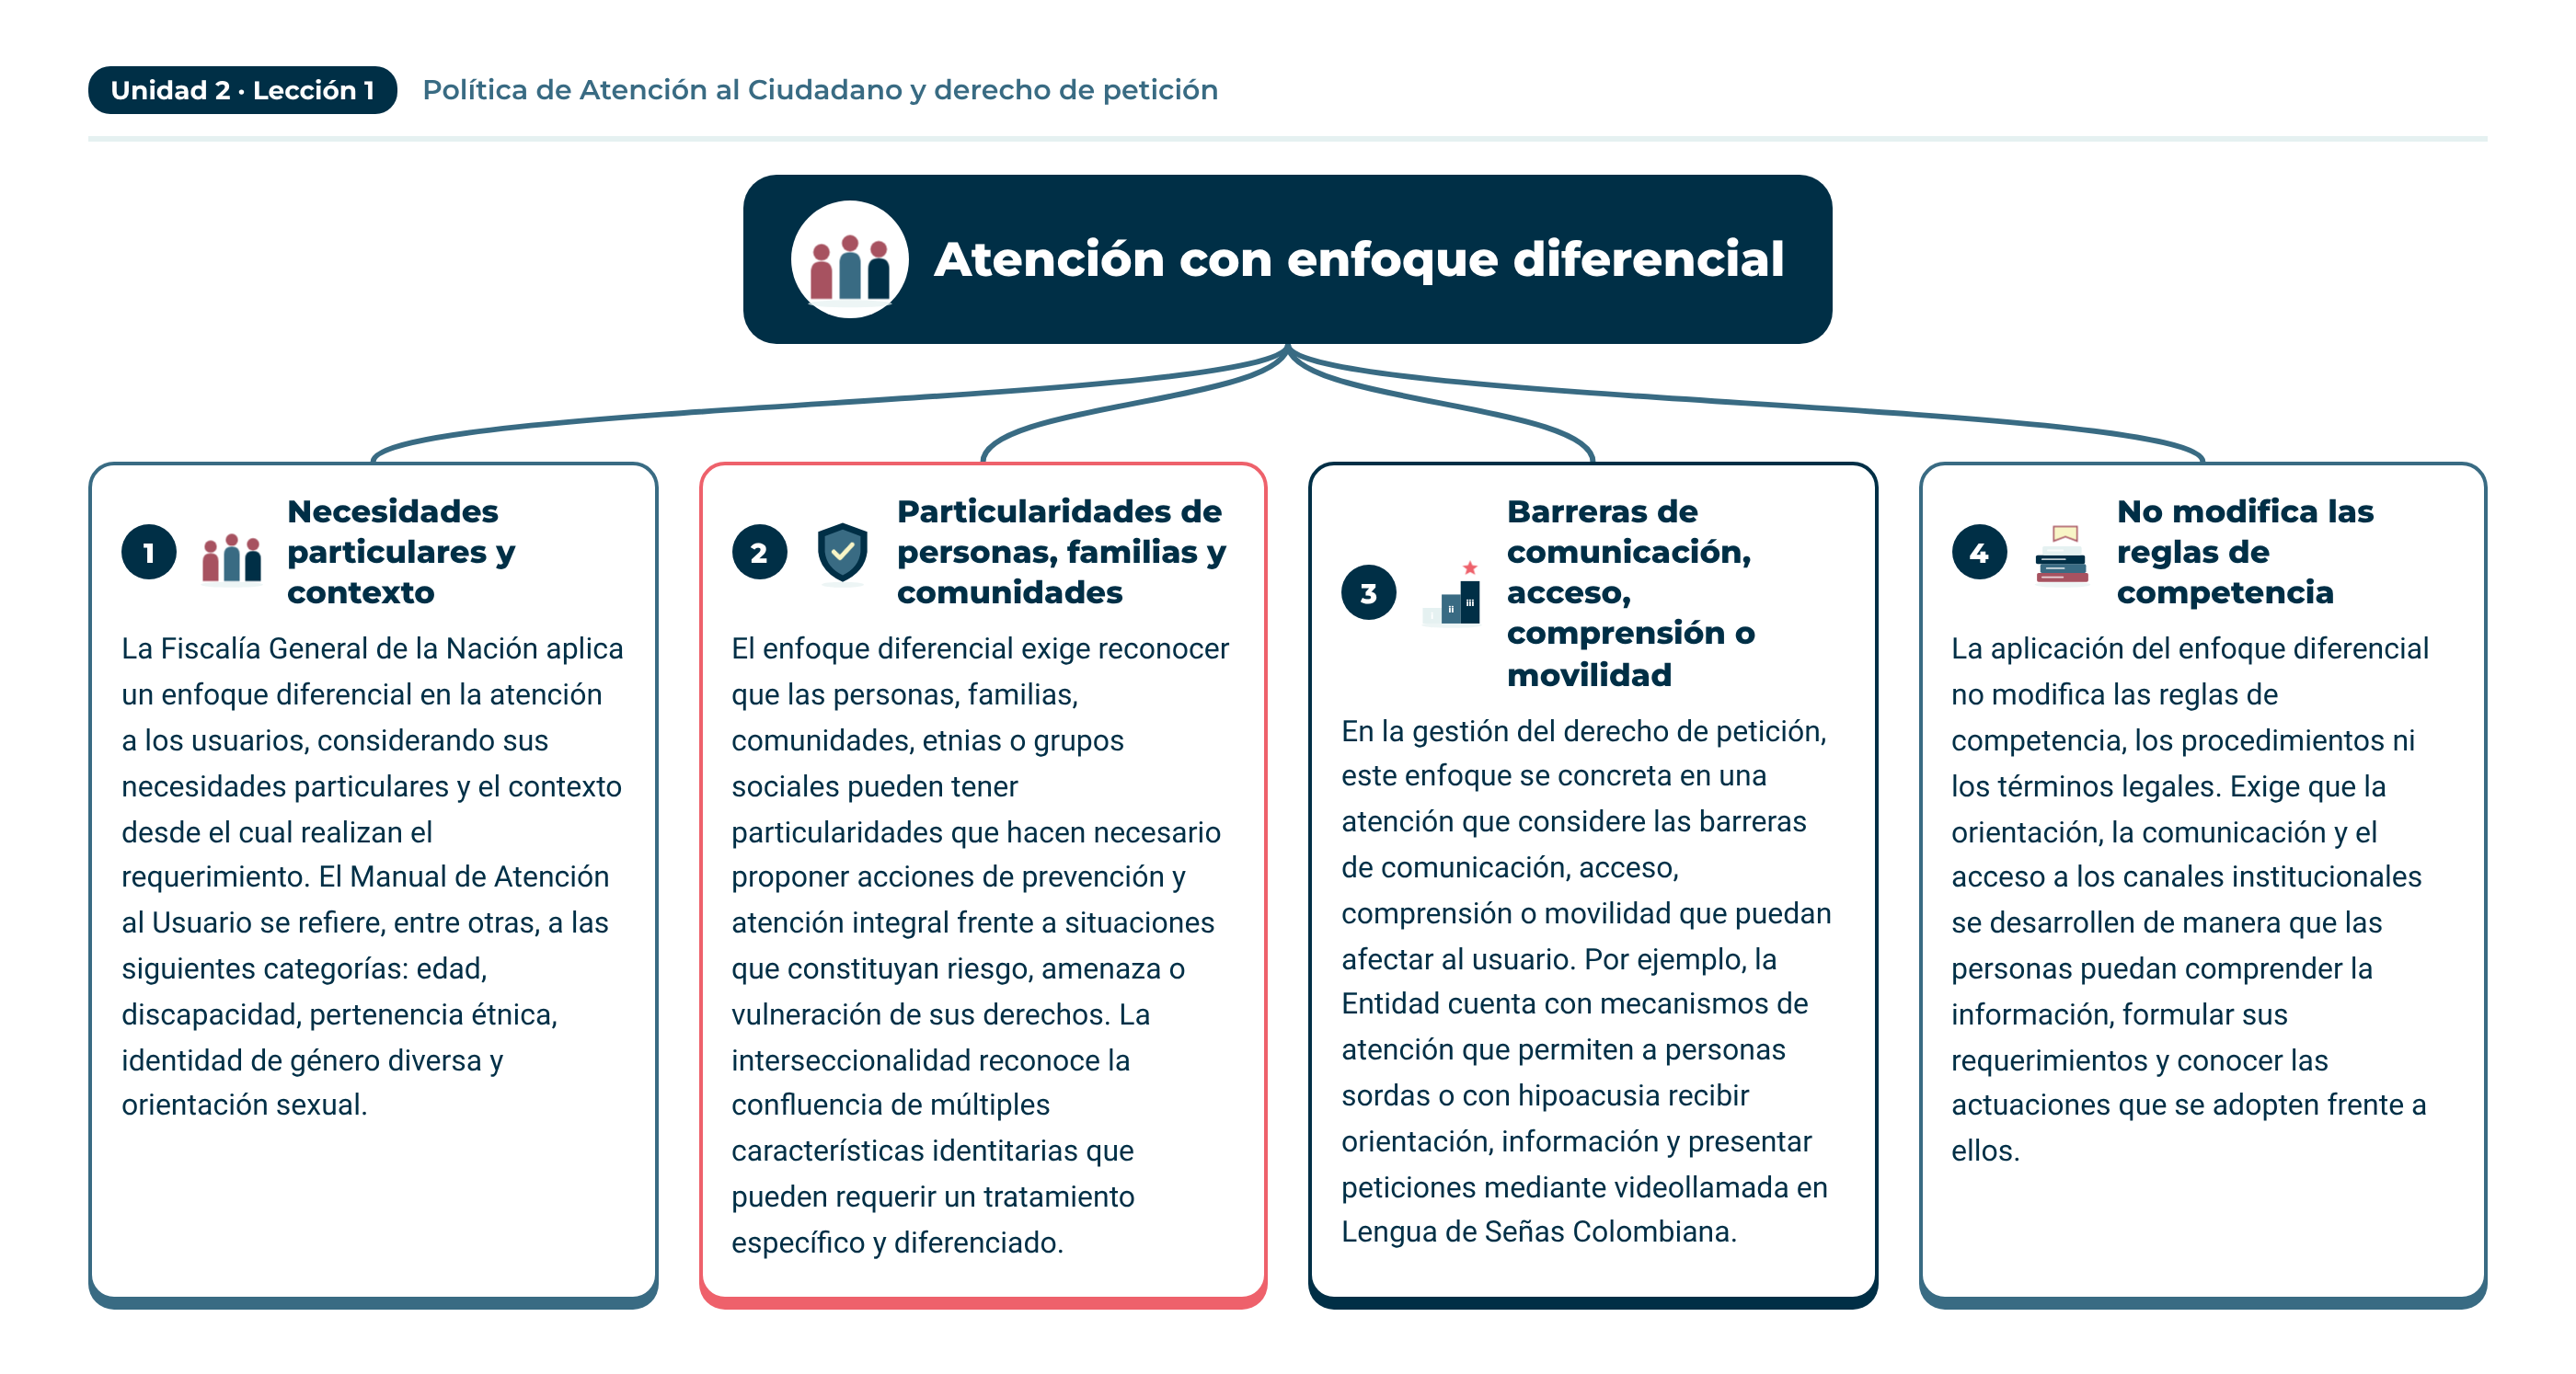 Unidad 2 · Lección 1
Política de Atención al Ciudadano y derecho de petición
Atención con enfoque diferencial
1
Necesidades
particulares y
contexto
La Fiscalía General de la Nación aplica
un enfoque diferencial en la atención
a los usuarios, considerando sus
necesidades particulares y el contexto
desde el cual realizan el
requerimiento. El Manual de Atención
al Usuario se refiere, entre otras, a las
siguientes categorías: edad,
discapacidad, pertenencia étnica,
identidad de género diversa y
orientación sexual.
2
Particularidades de
personas, familias y
comunidades
El enfoque diferencial exige reconocer
que las personas, familias,
comunidades, etnias o grupos
sociales pueden tener
particularidades que hacen necesario
proponer acciones de prevención y
atención integral frente a situaciones
que constituyan riesgo, amenaza o
vulneración de sus derechos. La
interseccionalidad reconoce la
confluencia de múltiples
características identitarias que
pueden requerir un tratamiento
específico y diferenciado.
3
ii
iii
Barreras de
comunicación,
acceso,
comprensión o
movilidad
En la gestión del derecho de petición,
este enfoque se concreta en una
atención que considere las barreras
de comunicación, acceso,
comprensión o movilidad que puedan
afectar al usuario. Por ejemplo, la
Entidad cuenta con mecanismos de
atención que permiten a personas
sordas o con hipoacusia recibir
orientación, información y presentar
peticiones mediante videollamada en
Lengua de Señas Colombiana.
4
No modifica las
reglas de
competencia
La aplicación del enfoque diferencial
no modifica las reglas de
competencia, los procedimientos ni
los términos legales. Exige que la
orientación, la comunicación y el
acceso a los canales institucionales
se desarrollen de manera que las
personas puedan comprender la
información, formular sus
requerimientos y conocer las
actuaciones que se adopten frente a
ellos.